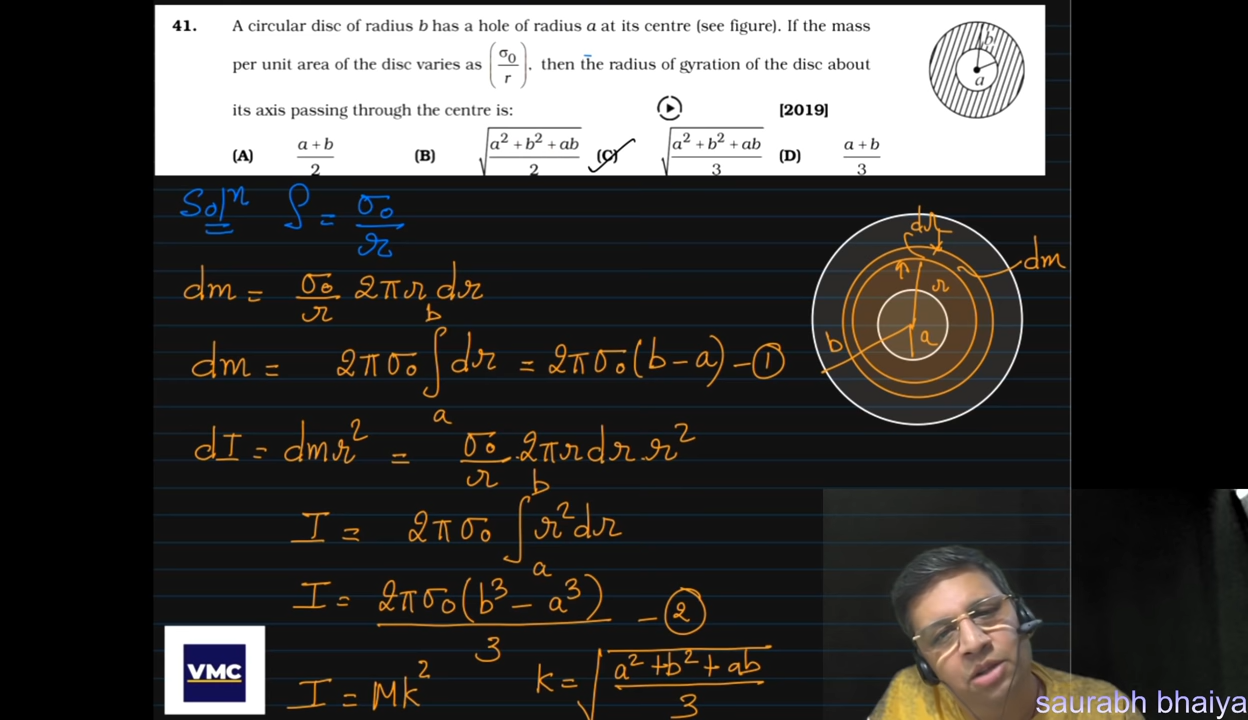 41. A circular disc of radius b has a hole of radius a at its centre (see figure). If the mass
per unit area of the disc varies as (σ₀/r), then the radius of gyration of the disc about
its axis passing through the centre is: [2019]
(A) (a + b)/2 (B) √((a² + b² + ab)/2) (C) √((a² + b² + ab)/3) (D) (a + b)/3
b
a
Solⁿ ρ = σ₀/r
dm = σ₀/r 2πr dr
dm = 2πσ₀ ∫ₐᵇ dr = 2πσ₀(b – a) – ①
dI = dmr² = σ₀/r . 2πr dr . r²
I = 2πσ₀ ∫ₐᵇ r² dr
I = 2πσ₀(b³ – a³)/3 – ②
I = Mk² k = √((a² + b² + ab)/3)
dr
dm
r
a
b
VMC
saurabh bhaiya